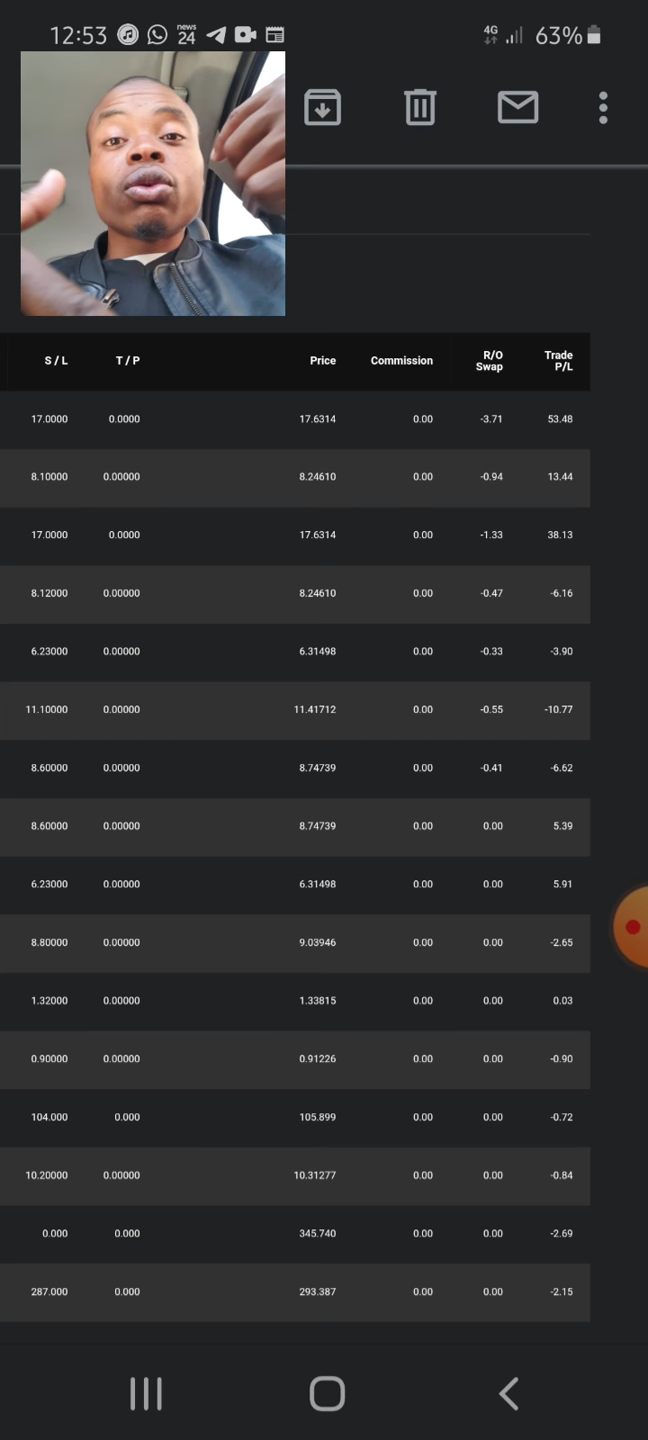 12:53 news 24 4G 63%
S / L T / P Price Commission R/O Swap Trade P/L
17.0000 0.0000 17.6314 0.00 -3.71 53.48
8.10000 0.00000 8.24610 0.00 -0.94 13.44
17.0000 0.0000 17.6314 0.00 -1.33 38.13
8.12000 0.00000 8.24610 0.00 -0.47 -6.16
6.23000 0.00000 6.31498 0.00 -0.33 -3.90
11.10000 0.00000 11.41712 0.00 -0.55 -10.77
8.60000 0.00000 8.74739 0.00 -0.41 -6.62
8.60000 0.00000 8.74739 0.00 0.00 5.39
6.23000 0.00000 6.31498 0.00 0.00 5.91
8.80000 0.00000 9.03946 0.00 0.00 -2.65
1.32000 0.00000 1.33815 0.00 0.00 0.03
0.90000 0.00000 0.91226 0.00 0.00 -0.90
104.000 0.000 105.899 0.00 0.00 -0.72
10.20000 0.00000 10.31277 0.00 0.00 -0.84
0.000 0.000 345.740 0.00 0.00 -2.69
287.000 0.000 293.387 0.00 0.00 -2.15